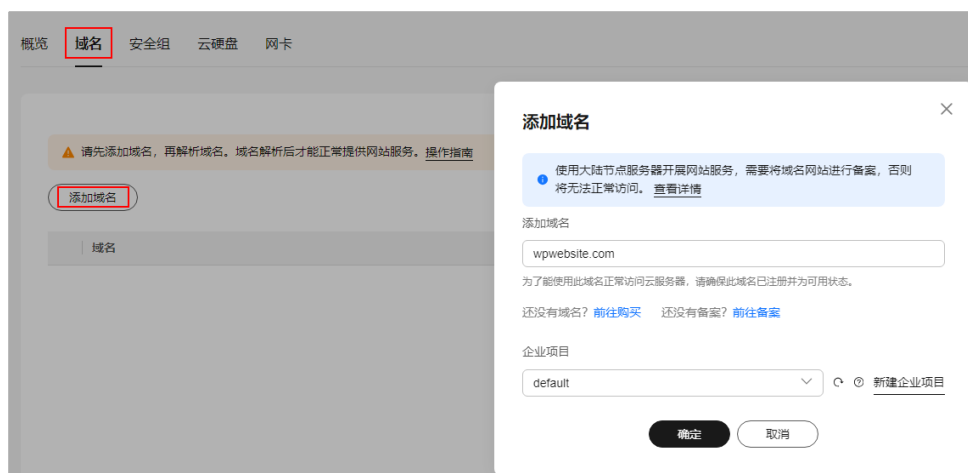 概览 域名 安全组 云硬盘 网卡
请先添加域名，再解析域名。域名解析后才能正常提供网站服务。操作指南
添加域名
域名
添加域名
使用大陆节点服务器开展网站服务，需要将域名网站进行备案，否则
将无法正常访问。 查看详情
添加域名
wpwebsite.com
为了能使用此域名正常访问云服务器，请确保此域名已注册并为可用状态。
还没有域名？前往购买 还没有备案？前往备案
企业项目
default 新建企业项目
确定 取消